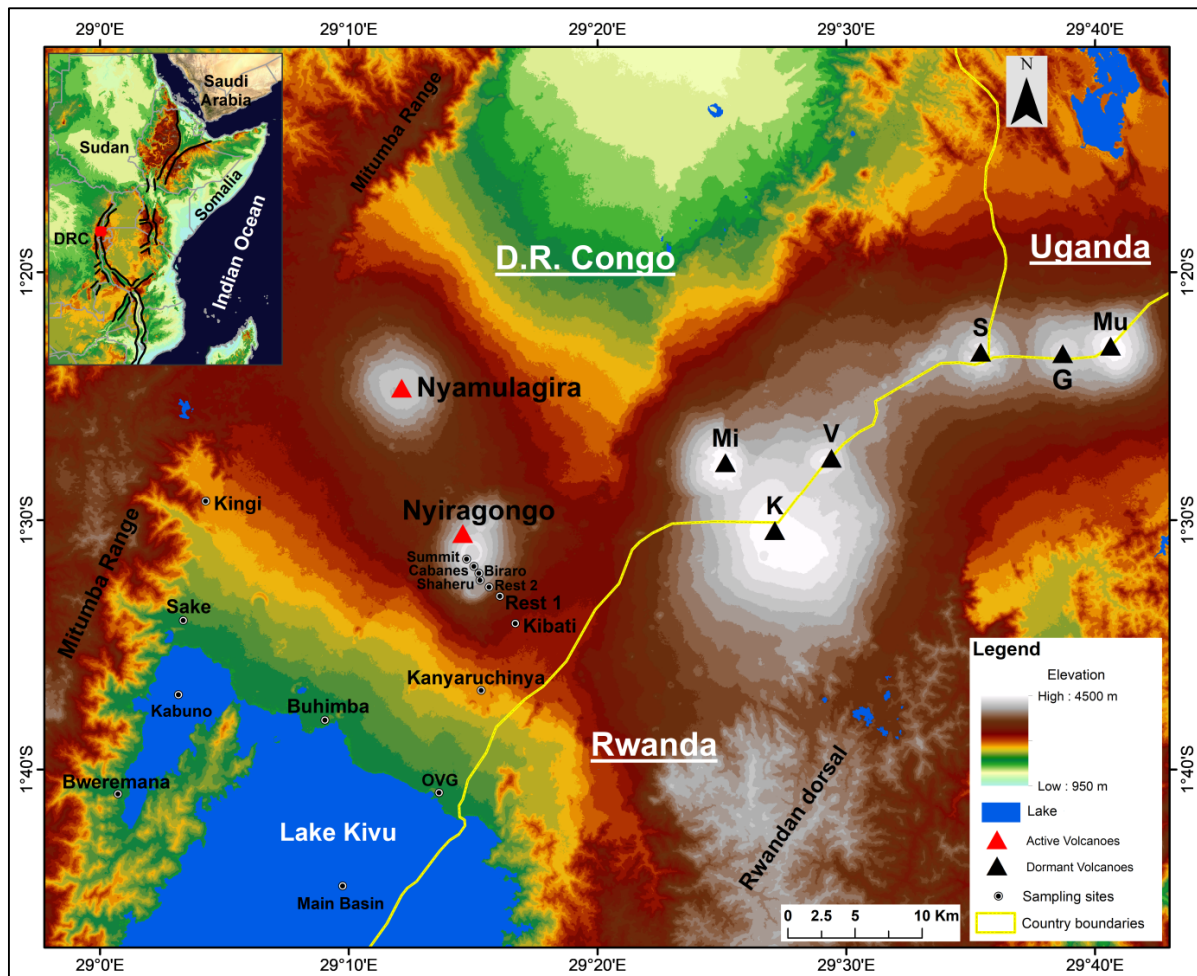 29°0'E
29°10'E
29°20'E
29°30'E
29°40'E
Saudi
Arabia
Sudan
Somalia
DRC
Indian Ocean
N
Mitumba Range
D.R. Congo
Uganda
1°20'S
1°20'S
S
Mu
G
Nyamulagira
Mi
V
K
Kingi
Nyiragongo
1°30'S
1°30'S
Summit
Cabanes
Biraro
Shaheru
Rest 2
Rest 1
Kibati
Mitumba Range
Sake
Kanyaruchinya
Kabuno
Buhimba
Rwanda
Bweremana
OVG
1°40'S
1°40'S
Lake Kivu
Main Basin
Rwandan dorsal
Legend
Elevation
High : 4500 m
Low : 950 m
Lake
Active Volcanoes
Dormant Volcanoes
Sampling sites
Country boundaries
0 2.5 5 10 Km
29°0'E
29°10'E
29°20'E
29°30'E
29°40'E